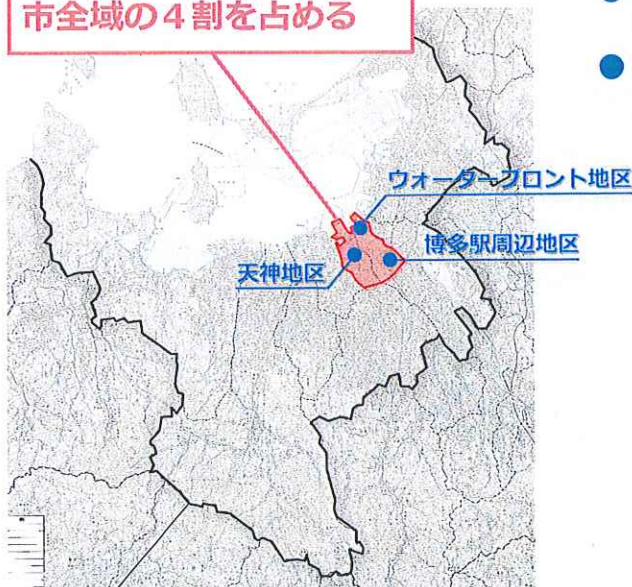 市全域の４割を占める
ウォーターフロント地区
博多駅周辺地区
天神地区